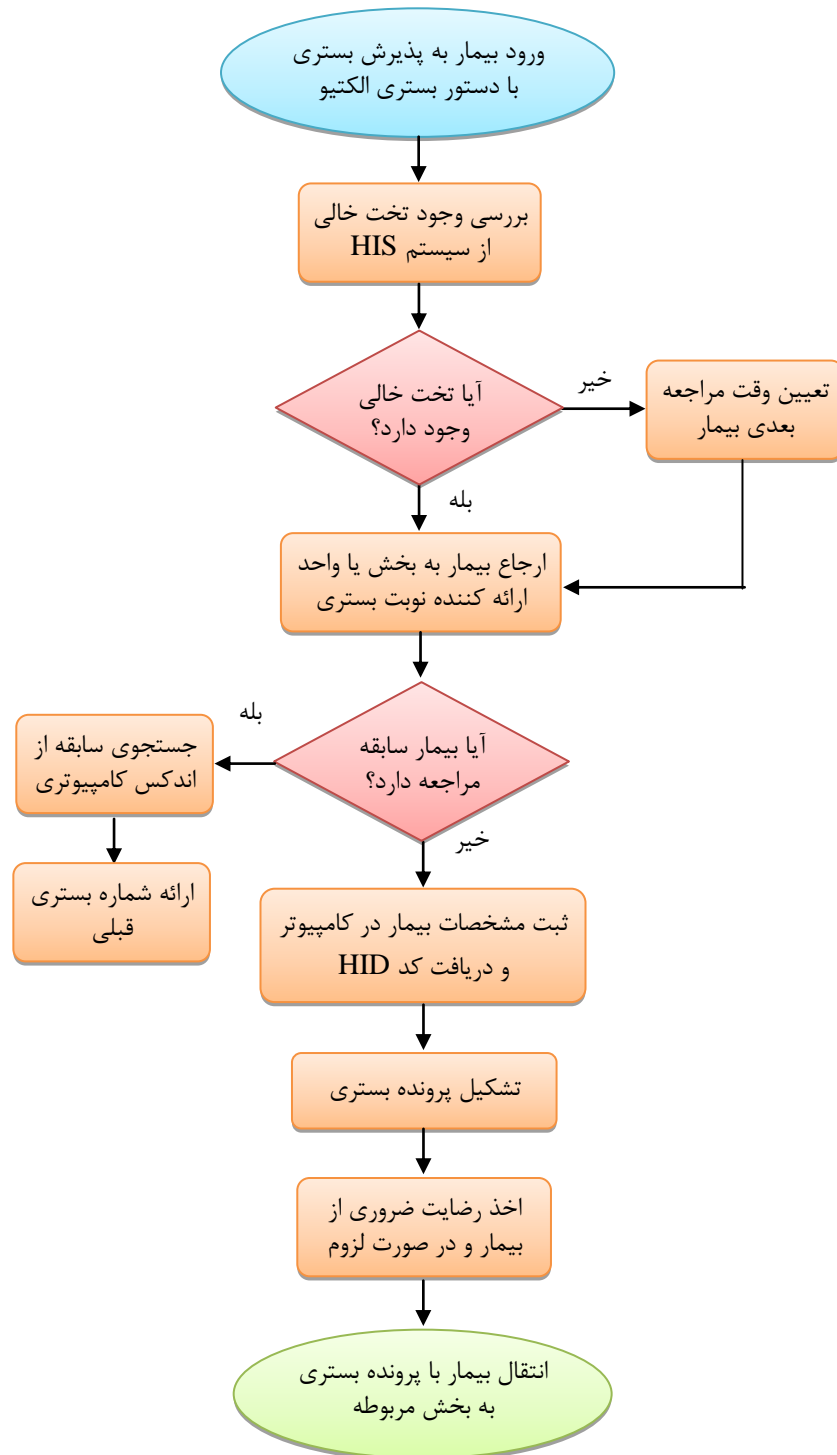 ورود بیمار به پذیرش بستری
با دستور بستری الکتیو
بررسی وجود تخت خالی
از سیستم HIS
آیا تخت خالی
وجود دارد؟
خیر
تعیین وقت مراجعه
بعدی بیمار
بله
ارجاع بیمار به بخش یا واحد
ارائه کننده نوبت بستری
آیا بیمار سابقه
مراجعه دارد؟
بله
جستجوی سابقه از
اندکس کامپیوتری
ارائه شماره بستری
قبلی
خیر
ثبت مشخصات بیمار در کامپیوتر
و دریافت کد HID
تشکیل پرونده بستری
اخذ رضایت ضروری از
بیمار و در صورت لزوم
انتقال بیمار با پرونده بستری
به بخش مربوطه